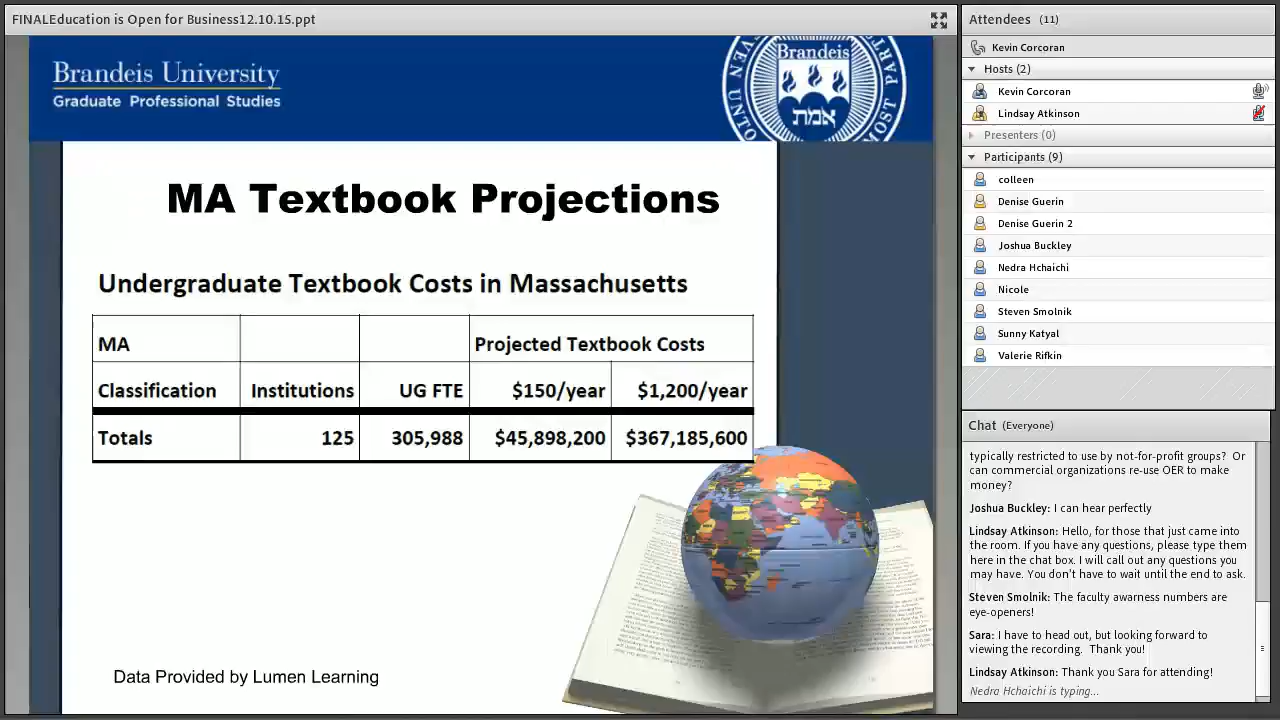 FINALEducation is Open for Business12.10.15.ppt
Brandeis University
Graduate Professional Studies
Brandeis
אמת
MA Textbook Projections
Undergraduate Textbook Costs in Massachusetts
MA Projected Textbook Costs
Classification Institutions UG FTE $150/year $1,200/year
Totals 125 305,988 $45,898,200 $367,185,600
Data Provided by Lumen Learning
Attendees (11)
Kevin Corcoran
Hosts (2)
Kevin Corcoran
Lindsay Atkinson
Presenters (0)
Participants (9)
colleen
Denise Guerin
Denise Guerin 2
Joshua Buckley
Nedra Hchaichi
Nicole
Steven Smolnik
Sunny Katyal
Valerie Rifkin
Chat (Everyone)
typically restricted to use by not-for-profit groups? Or
can commercial organizations re-use OER to make
money?
Joshua Buckley: I can hear perfectly
Lindsay Atkinson: Hello, for those that just came into
the room. If you have any questions, please type them
here in the chat box. I will call out any questions you
may have. You don't have to wait until the end to ask.
Steven Smolnik: The faculty awarness numbers are
eye-openers!
Sara: I have to head out, but looking forward to
viewing the recording. Thank you!
Lindsay Atkinson: Thank you Sara for attending!
Nedra Hchaichi is typing...